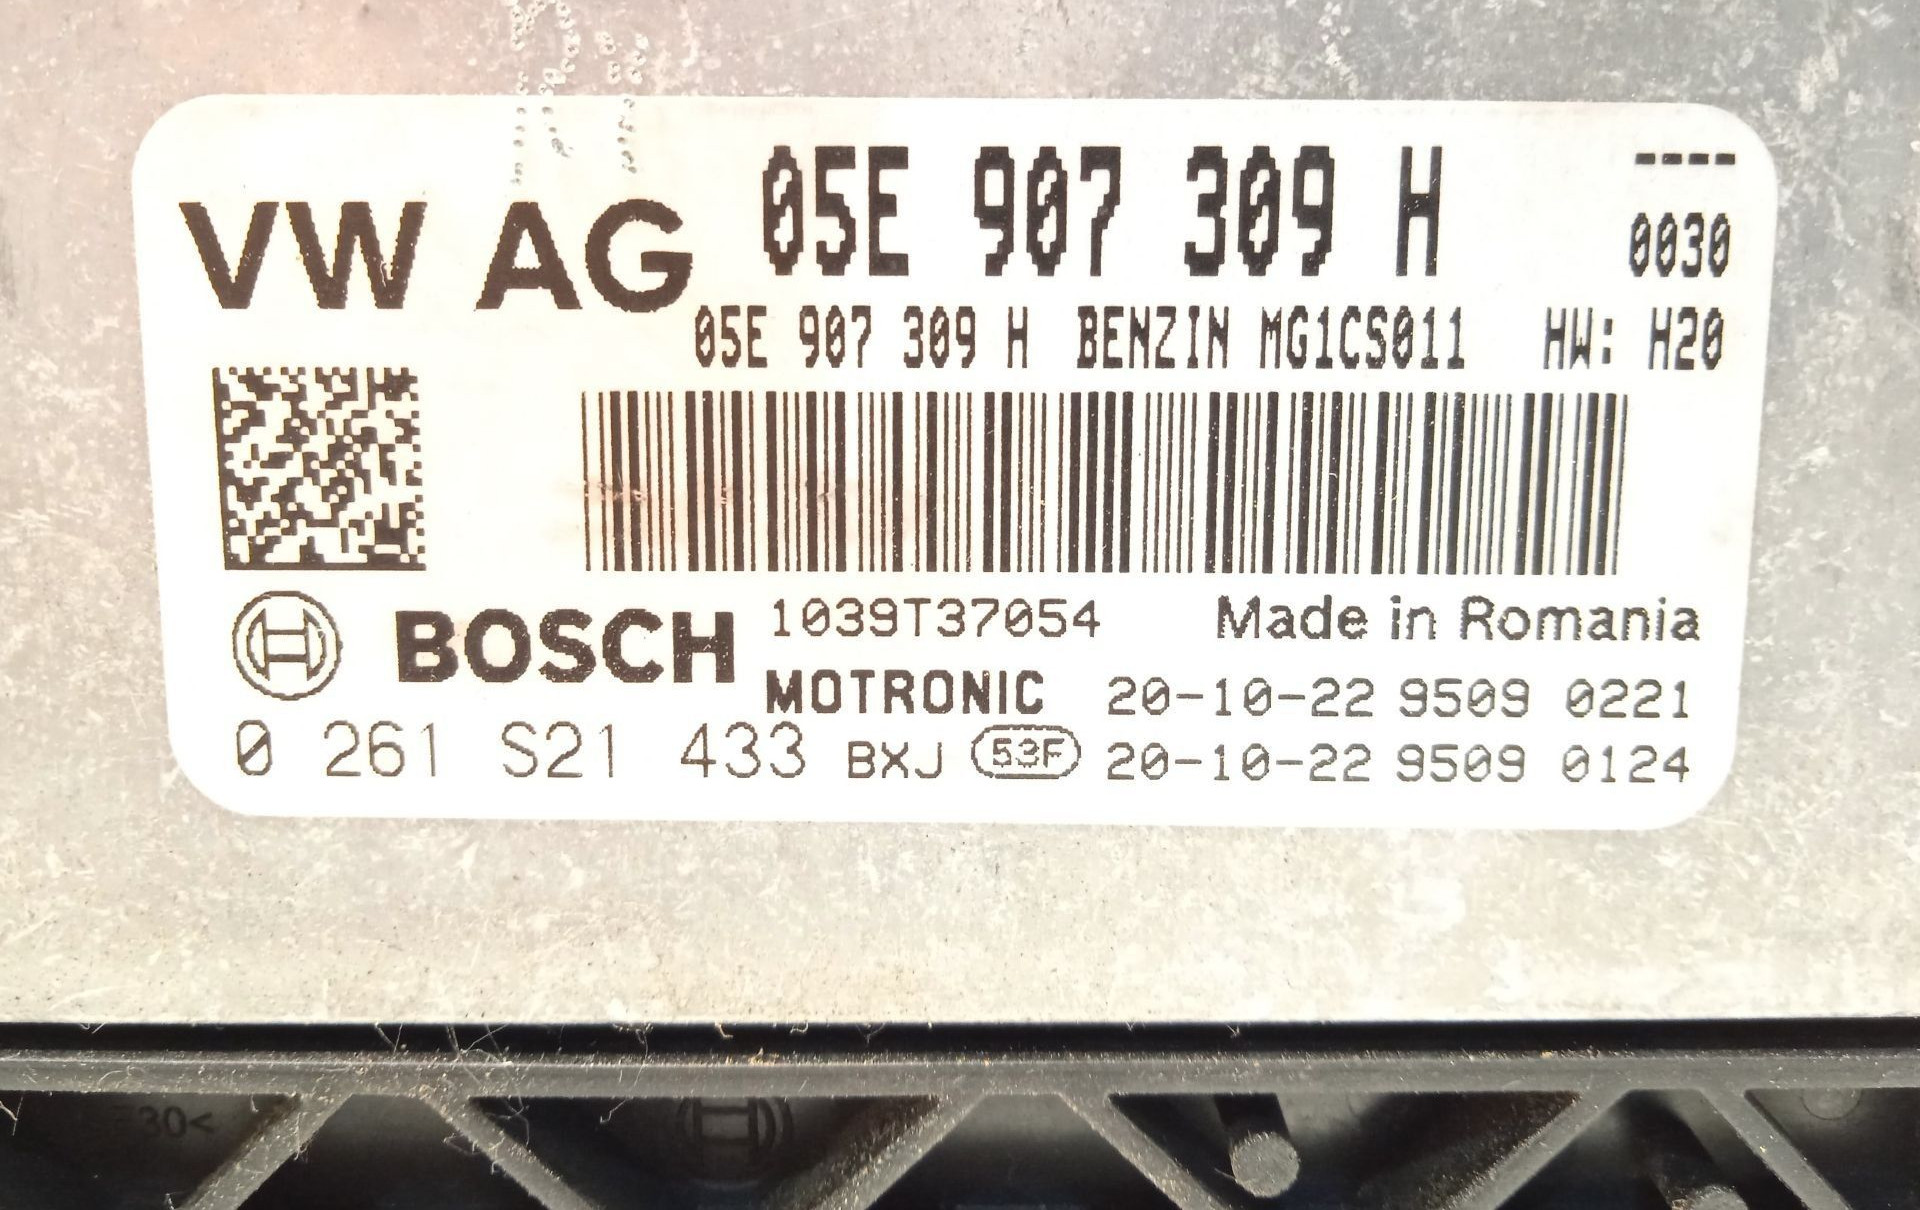 VW AG 05E 907 309 H ----
0030
05E 907 309 H BENZIN MG1CS011 HW: H20
BOSCH 1039T37054 Made in Romania
MOTRONIC 20-10-22 9509 0221
0 261 S21 433 BXJ 53F 20-10-22 9509 0124
30<